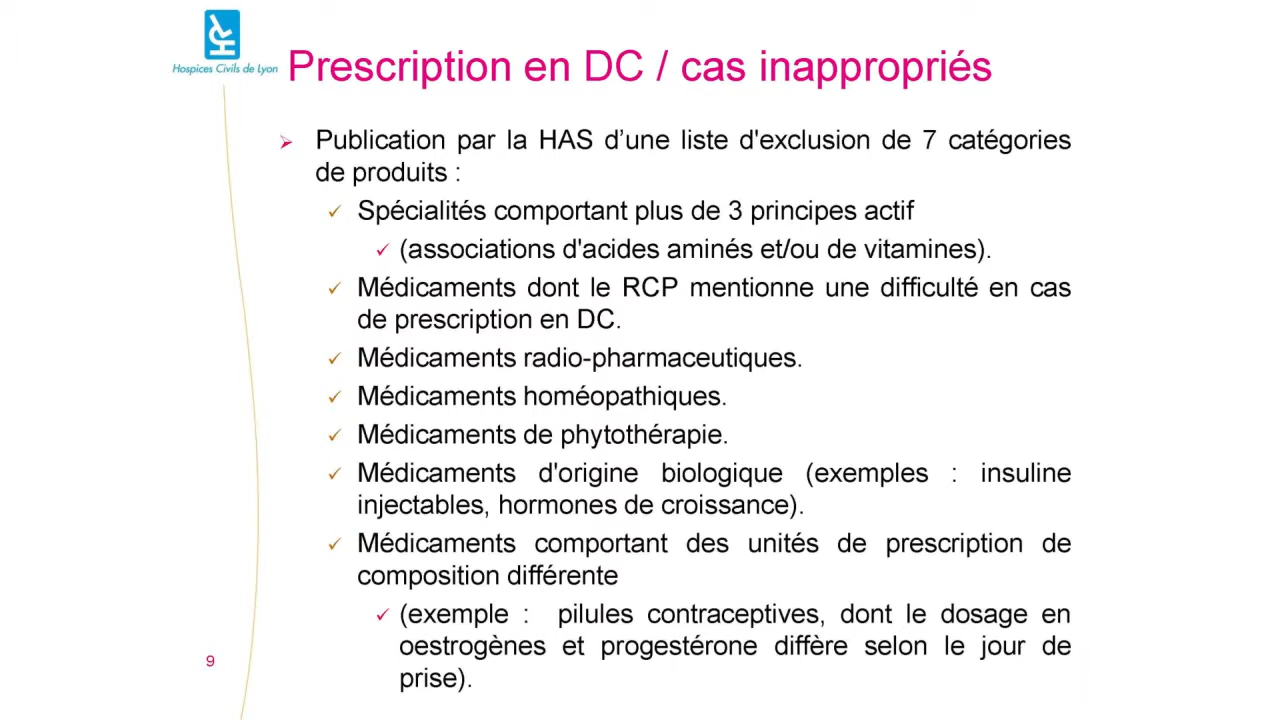 Hospices Civils de Lyon
Prescription en DC / cas inappropriés
Publication par la HAS d’une liste d'exclusion de 7 catégories
de produits :
Spécialités comportant plus de 3 principes actif
(associations d'acides aminés et/ou de vitamines).
Médicaments dont le RCP mentionne une difficulté en cas
de prescription en DC.
Médicaments radio-pharmaceutiques.
Médicaments homéopathiques.
Médicaments de phytothérapie.
Médicaments d'origine biologique (exemples : insuline
injectables, hormones de croissance).
Médicaments comportant des unités de prescription de
composition différente
(exemple : pilules contraceptives, dont le dosage en
oestrogènes et progestérone diffère selon le jour de
prise).
9